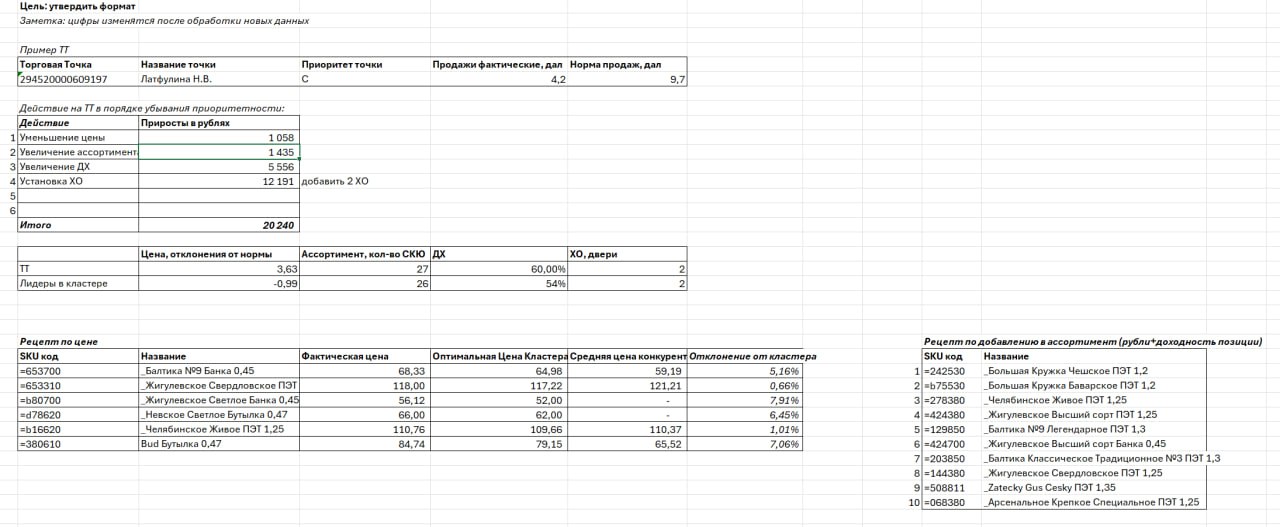 Цель: утвердить формат
Заметка: цифры изменятся после обработки новых данных
Пример ТТ
Торговая Точка Название точки Приоритет точки Продажи фактические, дал Норма продаж, дал
294520000609197 Латфулина Н.В. С 4,2 9,7
Действие на ТТ в порядке убывания приоритетности:
Действие Приросты в рублях
1 Уменьшение цены 1 058
2 Увеличение ассортимента 1 435
3 Увеличение ДХ 5 556
4 Установка ХО 12 191 добавить 2 ХО
5
6
Итого 20 240
Цена, отклонения от нормы Ассортимент, кол-во СКЮ ДХ ХО, двери
ТТ 3,63 27 60,00% 2
Лидеры в кластере -0,99 26 54% 2
Рецепт по цене
SKU код Название Фактическая цена Оптимальная Цена Кластера Средняя цена конкурент Отклонение от кластера
=653700 _Балтика №9 Банка 0,45 68,33 64,98 59,19 5,16%
=653310 _Жигулевское Свердловское ПЭТ 118,00 117,22 121,21 0,66%
=b80700 _Жигулевское Светлое Банка 0,45 56,12 52,00 - 7,91%
=d78620 _Невское Светлое Бутылка 0,47 66,00 62,00 - 6,45%
=b16620 _Челябинское Живое ПЭТ 1,25 110,76 109,66 110,37 1,01%
=380610 Bud Бутылка 0,47 84,74 79,15 65,52 7,06%
Рецепт по добавлению в ассортимент (рубли+доходность позиции)
SKU код Название
1 =242530 _Большая Кружка Чешское ПЭТ 1,2
2 =b75530 _Большая Кружка Баварское ПЭТ 1,2
3 =278380 _Челябинское Живое ПЭТ 1,25
4 =424380 _Жигулевское Высший сорт ПЭТ 1,25
5 =129850 _Балтика №9 Легендарное ПЭТ 1,3
6 =424700 _Жигулевское Высший сорт Банка 0,45
7 =203850 _Балтика Классическое Традиционное №3 ПЭТ 1,3
8 =144380 _Жигулевское Свердловское ПЭТ 1,25
9 =508811 _Zatecky Gus Cesky ПЭТ 1,35
10 =068380 _Арсенальное Крепкое Специальное ПЭТ 1,25